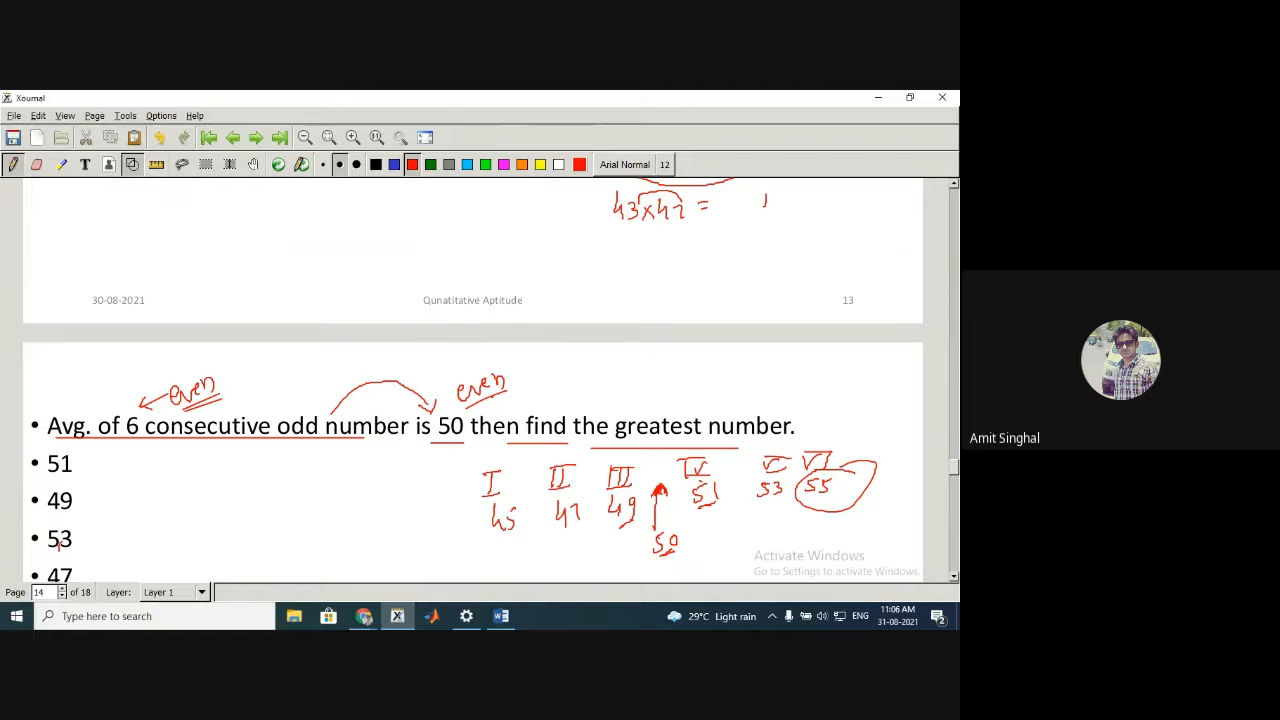 Xournal
File Edit View Page Tools Options Help
T Arial Normal 12
43×47 =
30-08-2021 Qunatitative Aptitude 13
even even
• Avg. of 6 consecutive odd number is 50 then find the greatest number.
• 51
I II III IV V VI
45 47 49 51 53 55
• 49
50
• 53
• 47
Activate Windows
Go to Settings to activate Windows.
Page 14 of 18 Layer: Layer 1
Type here to search 29°C Light rain ENG 11:06 AM 31-08-2021 2
Amit Singhal